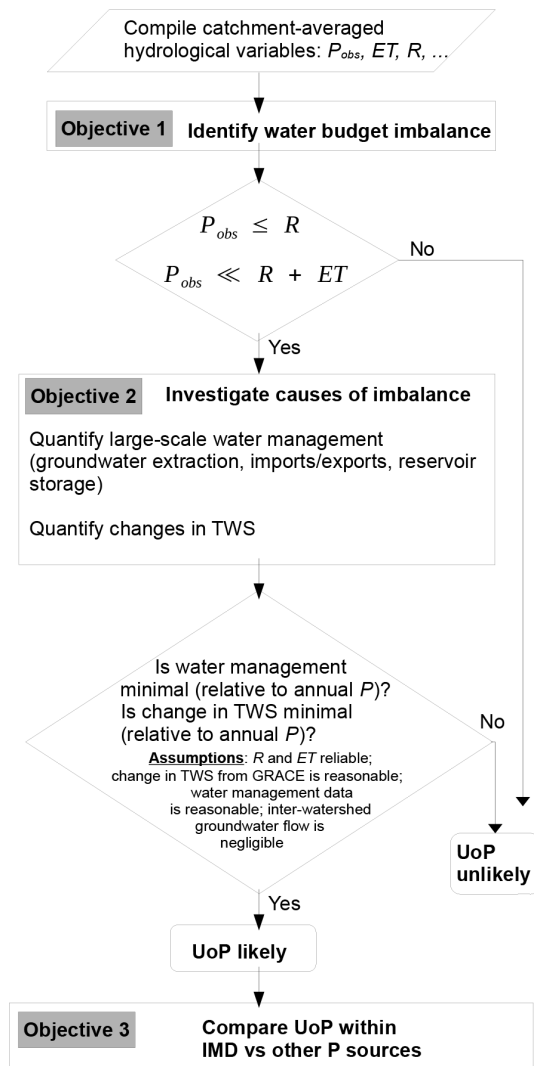 Compile catchment-averaged
hydrological variables: P_obs, ET, R, ...
Objective 1 Identify water budget imbalance
P_obs ≤ R
P_obs ≪ R + ET
No
Yes
Objective 2 Investigate causes of imbalance
Quantify large-scale water management
(groundwater extraction, imports/exports, reservoir
storage)
Quantify changes in TWS
Is water management
minimal (relative to annual P)?
Is change in TWS minimal
(relative to annual P)?
No
Assumptions: R and ET reliable;
change in TWS from GRACE is reasonable;
water management data
is reasonable; inter-watershed
groundwater flow is
negligible
UoP
unlikely
Yes
UoP likely
Objective 3 Compare UoP within
IMD vs other P sources